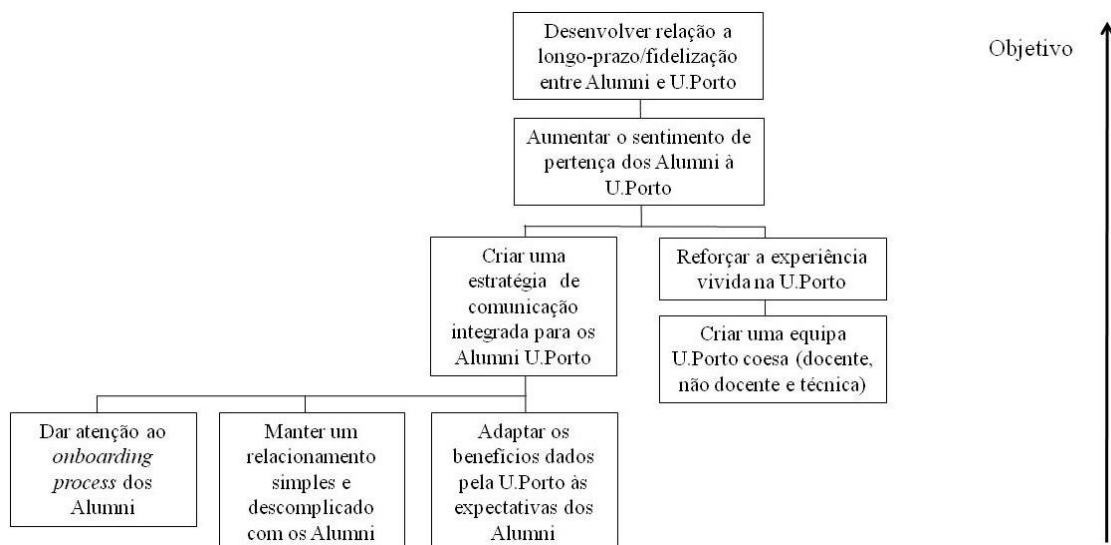 Desenvolver relação a
longo-prazo/fidelização
entre Alumni e U.Porto
Objetivo
Aumentar o sentimento de
pertença dos Alumni à
U.Porto
Criar uma
estratégia de
comunicação
integrada para os
Alumni U.Porto
Reforçar a experiência
vivida na U.Porto
Criar uma equipa
U.Porto coesa (docente,
não docente e técnica)
Dar atenção ao
onboarding
process dos
Alumni
Manter um
relacionamento
simples e
descomplicado
com os Alumni
Adaptar os
benefícios dados
pela U.Porto às
expectativas dos
Alumni